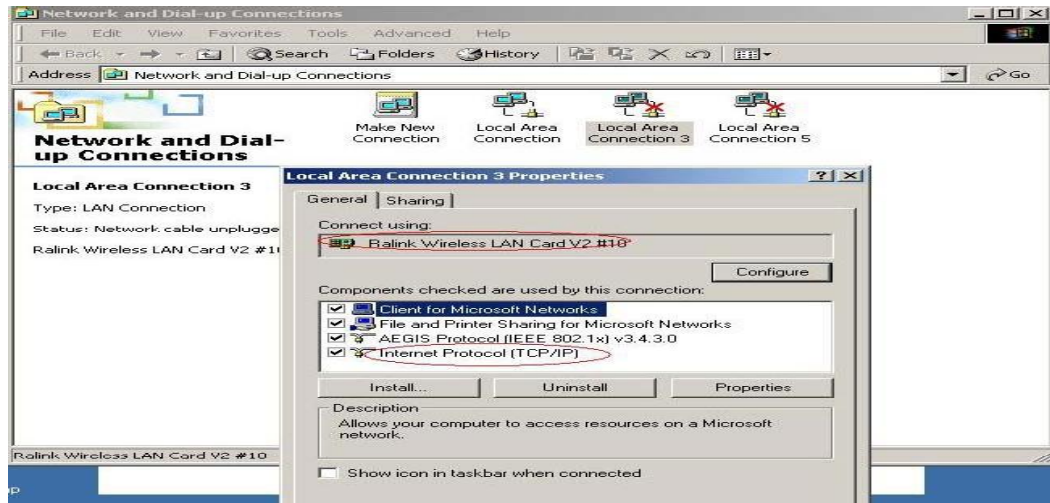 Network and Dial-up Connections
File Edit View Favorites Tools Advanced Help
Back Search Folders History
Address Network and Dial-up Connections Go
Network and Dial-up Connections
Make New Connection
Local Area Connection
Local Area Connection 3
Local Area Connection 5
Local Area Connection 3
Type: LAN Connection
Status: Network cable unplugge
Ralink Wireless LAN Card V2 #1
Local Area Connection 3 Properties
General Sharing
Connect using:
Ralink Wireless LAN Card V2 #10
Configure
Components checked are used by this connection:
Client for Microsoft Networks
File and Printer Sharing for Microsoft Networks
AEGIS Protocol (IEEE 802.1x) v3.4.3.0
Internet Protocol (TCP/IP)
Install... Uninstall Properties
Description
Allows your computer to access resources on a Microsoft
network.
Show icon in taskbar when connected
Ralink Wireless LAN Card V2 #10